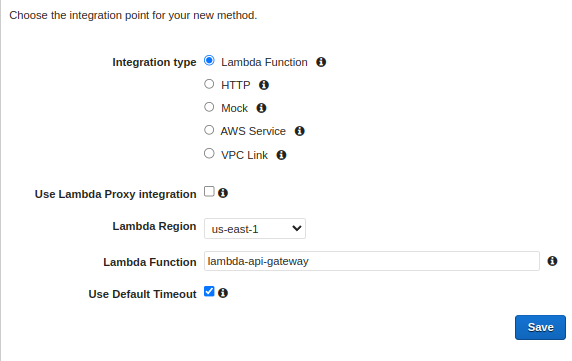 Choose the integration point for your new method.
Integration type Lambda Function
HTTP
Mock
AWS Service
VPC Link
Use Lambda Proxy integration
Lambda Region us-east-1
Lambda Function lambda-api-gateway
Use Default Timeout
Save